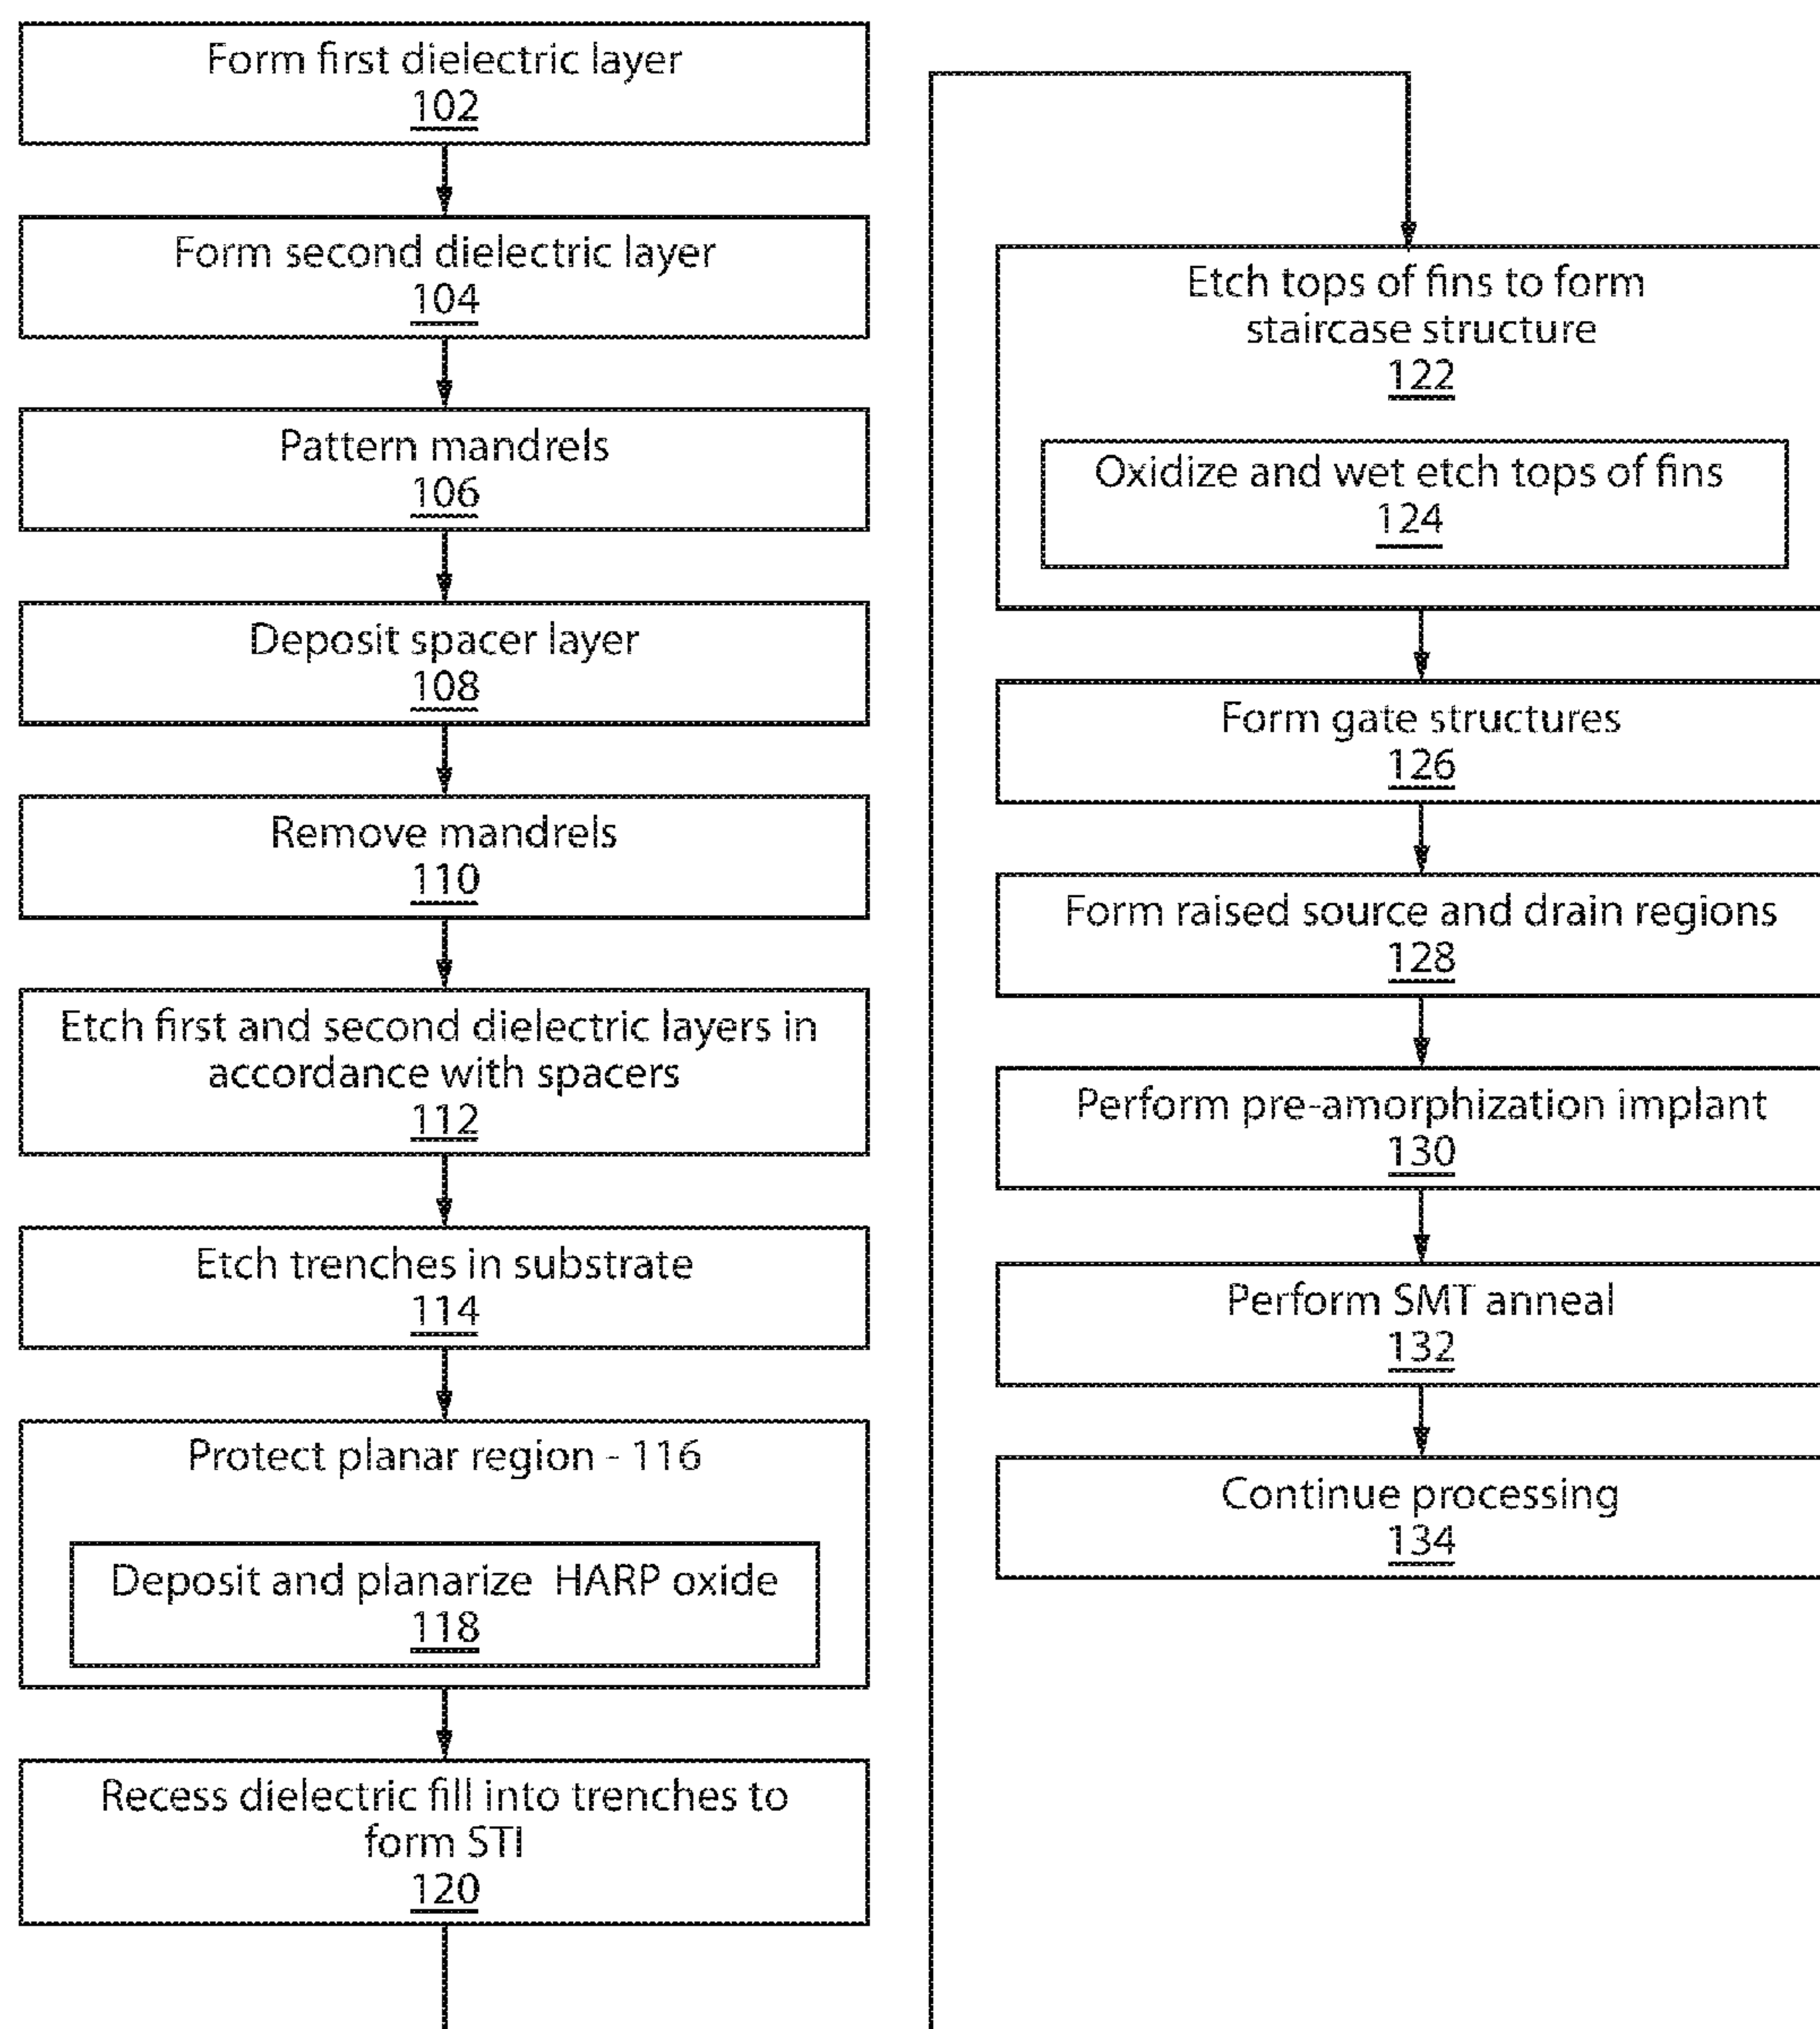 Form first dielectric layer
102
Form second dielectric layer
104
Pattern mandrels
106
Deposit spacer layer
108
Remove mandrels
110
Etch first and second dielectric layers in
accordance with spacers
112
Etch trenches in substrate
114
Protect planar region - 116
Deposit and planarize HARP oxide
118
Recess dielectric fill into trenches to
form STI
120
Etch tops of fins to form
staircase structure
122
Oxidize and wet etch tops of fins
124
Form gate structures
126
Form raised source and drain regions
128
Perform pre-amorphization implant
130
Perform SMT anneal
132
Continue processing
134